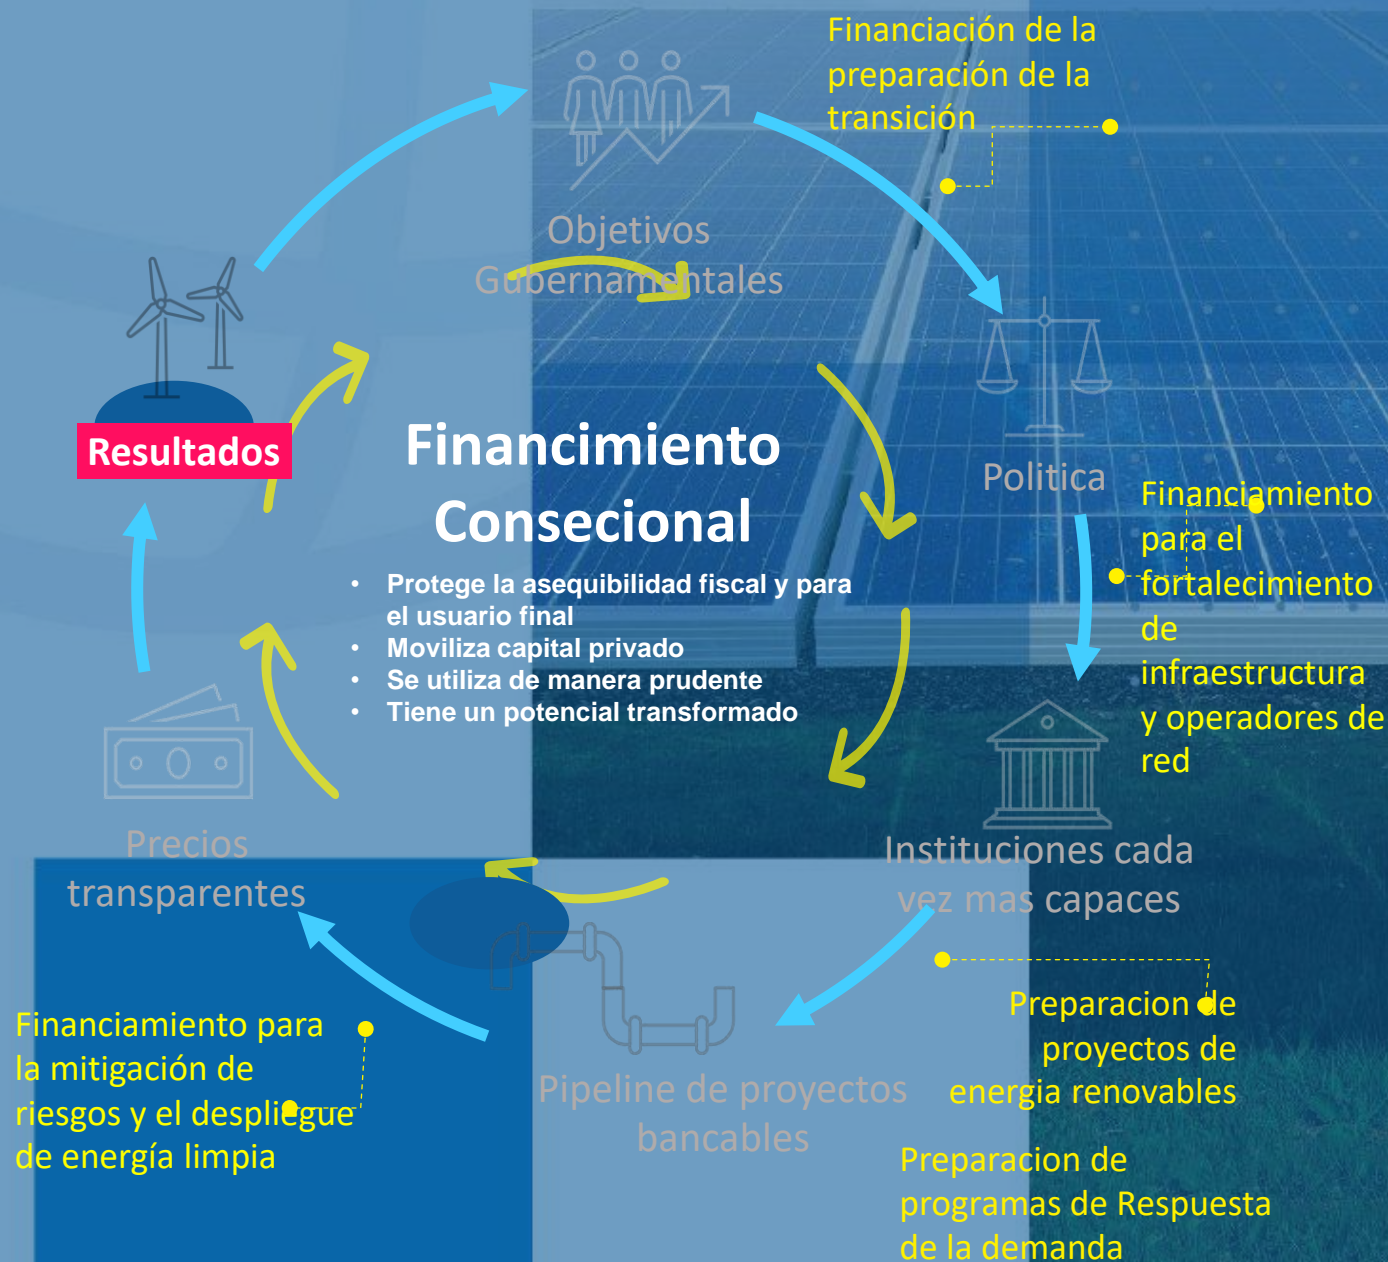 Financiación de la
preparación de la
transición
Objetivos
Gubernamentales
Resultados
Financimiento
Consecional
• Protege la asequibilidad fiscal y para
el usuario final
• Moviliza capital privado
• Se utiliza de manera prudente
• Tiene un potencial transformado
Politica
Financiamiento
para el
fortalecimiento
de
infraestructura
y operadores de
red
Precios
transparentes
Instituciones cada
vez mas capaces
Financiamiento para
la mitigación de
riesgos y el despliegue
de energía limpia
Pipeline de proyectos
bancables
Preparacion de
proyectos de
energia renovables
Preparacion de
programas de Respuesta
de la demanda